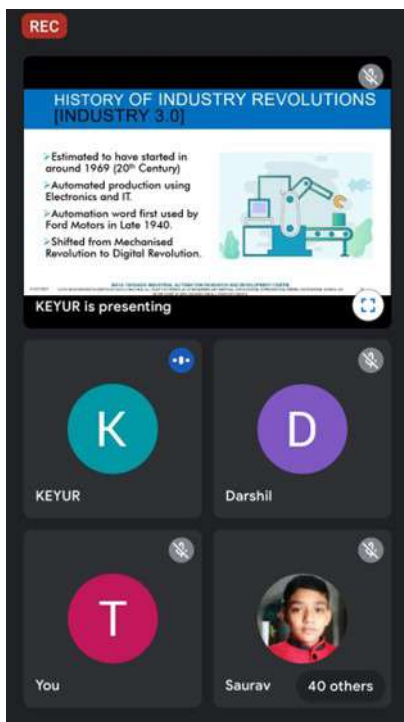 REC
HISTORY OF INDUSTRY REVOLUTIONS
[INDUSTRY 3.0]
➢Estimated to have started in
around 1969 (20th Century)
➢Automated production using
Electronics and IT.
➢Automation word first used by
Ford Motors in Late 1940.
➢Shifted from Mechanised
Revolution to Digital Revolution.
KEYUR is presenting
K
KEYUR
D
Darshil
T
You
Saurav
40 others